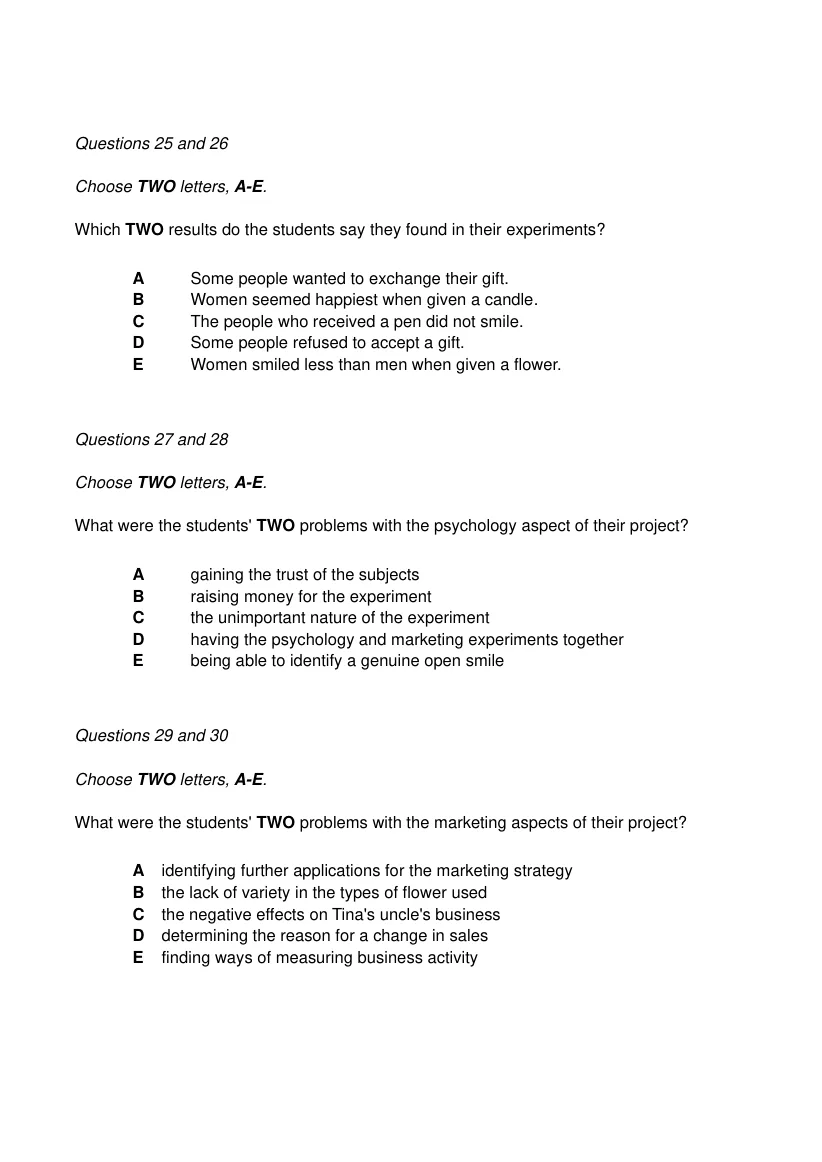 Questions 25 and 26
Choose TWO letters, A-E.
Which TWO results do the students say they found in their experiments?
A Some people wanted to exchange their gift.
B Women seemed happiest when given a candle.
C The people who received a pen did not smile.
D Some people refused to accept a gift.
E Women smiled less than men when given a flower.
Questions 27 and 28
Choose TWO letters, A-E.
What were the students' TWO problems with the psychology aspect of their project?
A gaining the trust of the subjects
B raising money for the experiment
C the unimportant nature of the experiment
D having the psychology and marketing experiments together
E being able to identify a genuine open smile
Questions 29 and 30
Choose TWO letters, A-E.
What were the students' TWO problems with the marketing aspects of their project?
A identifying further applications for the marketing strategy
B the lack of variety in the types of flower used
C the negative effects on Tina's uncle's business
D determining the reason for a change in sales
E finding ways of measuring business activity